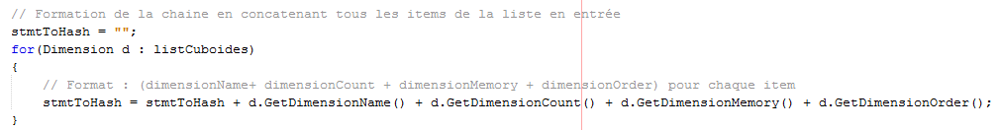 // Formation de la chaine en concatenant tous les items de la liste en entrée
stmtToHash = "";
for(Dimension d : listCuboides)
{
// Format : (dimensionName+ dimensionCount + dimensionMemory + dimensionOrder) pour chaque item
stmtToHash = stmtToHash + d.GetDimensionName() + d.GetDimensionCount() + d.GetDimensionMemory() + d.GetDimensionOrder();
}